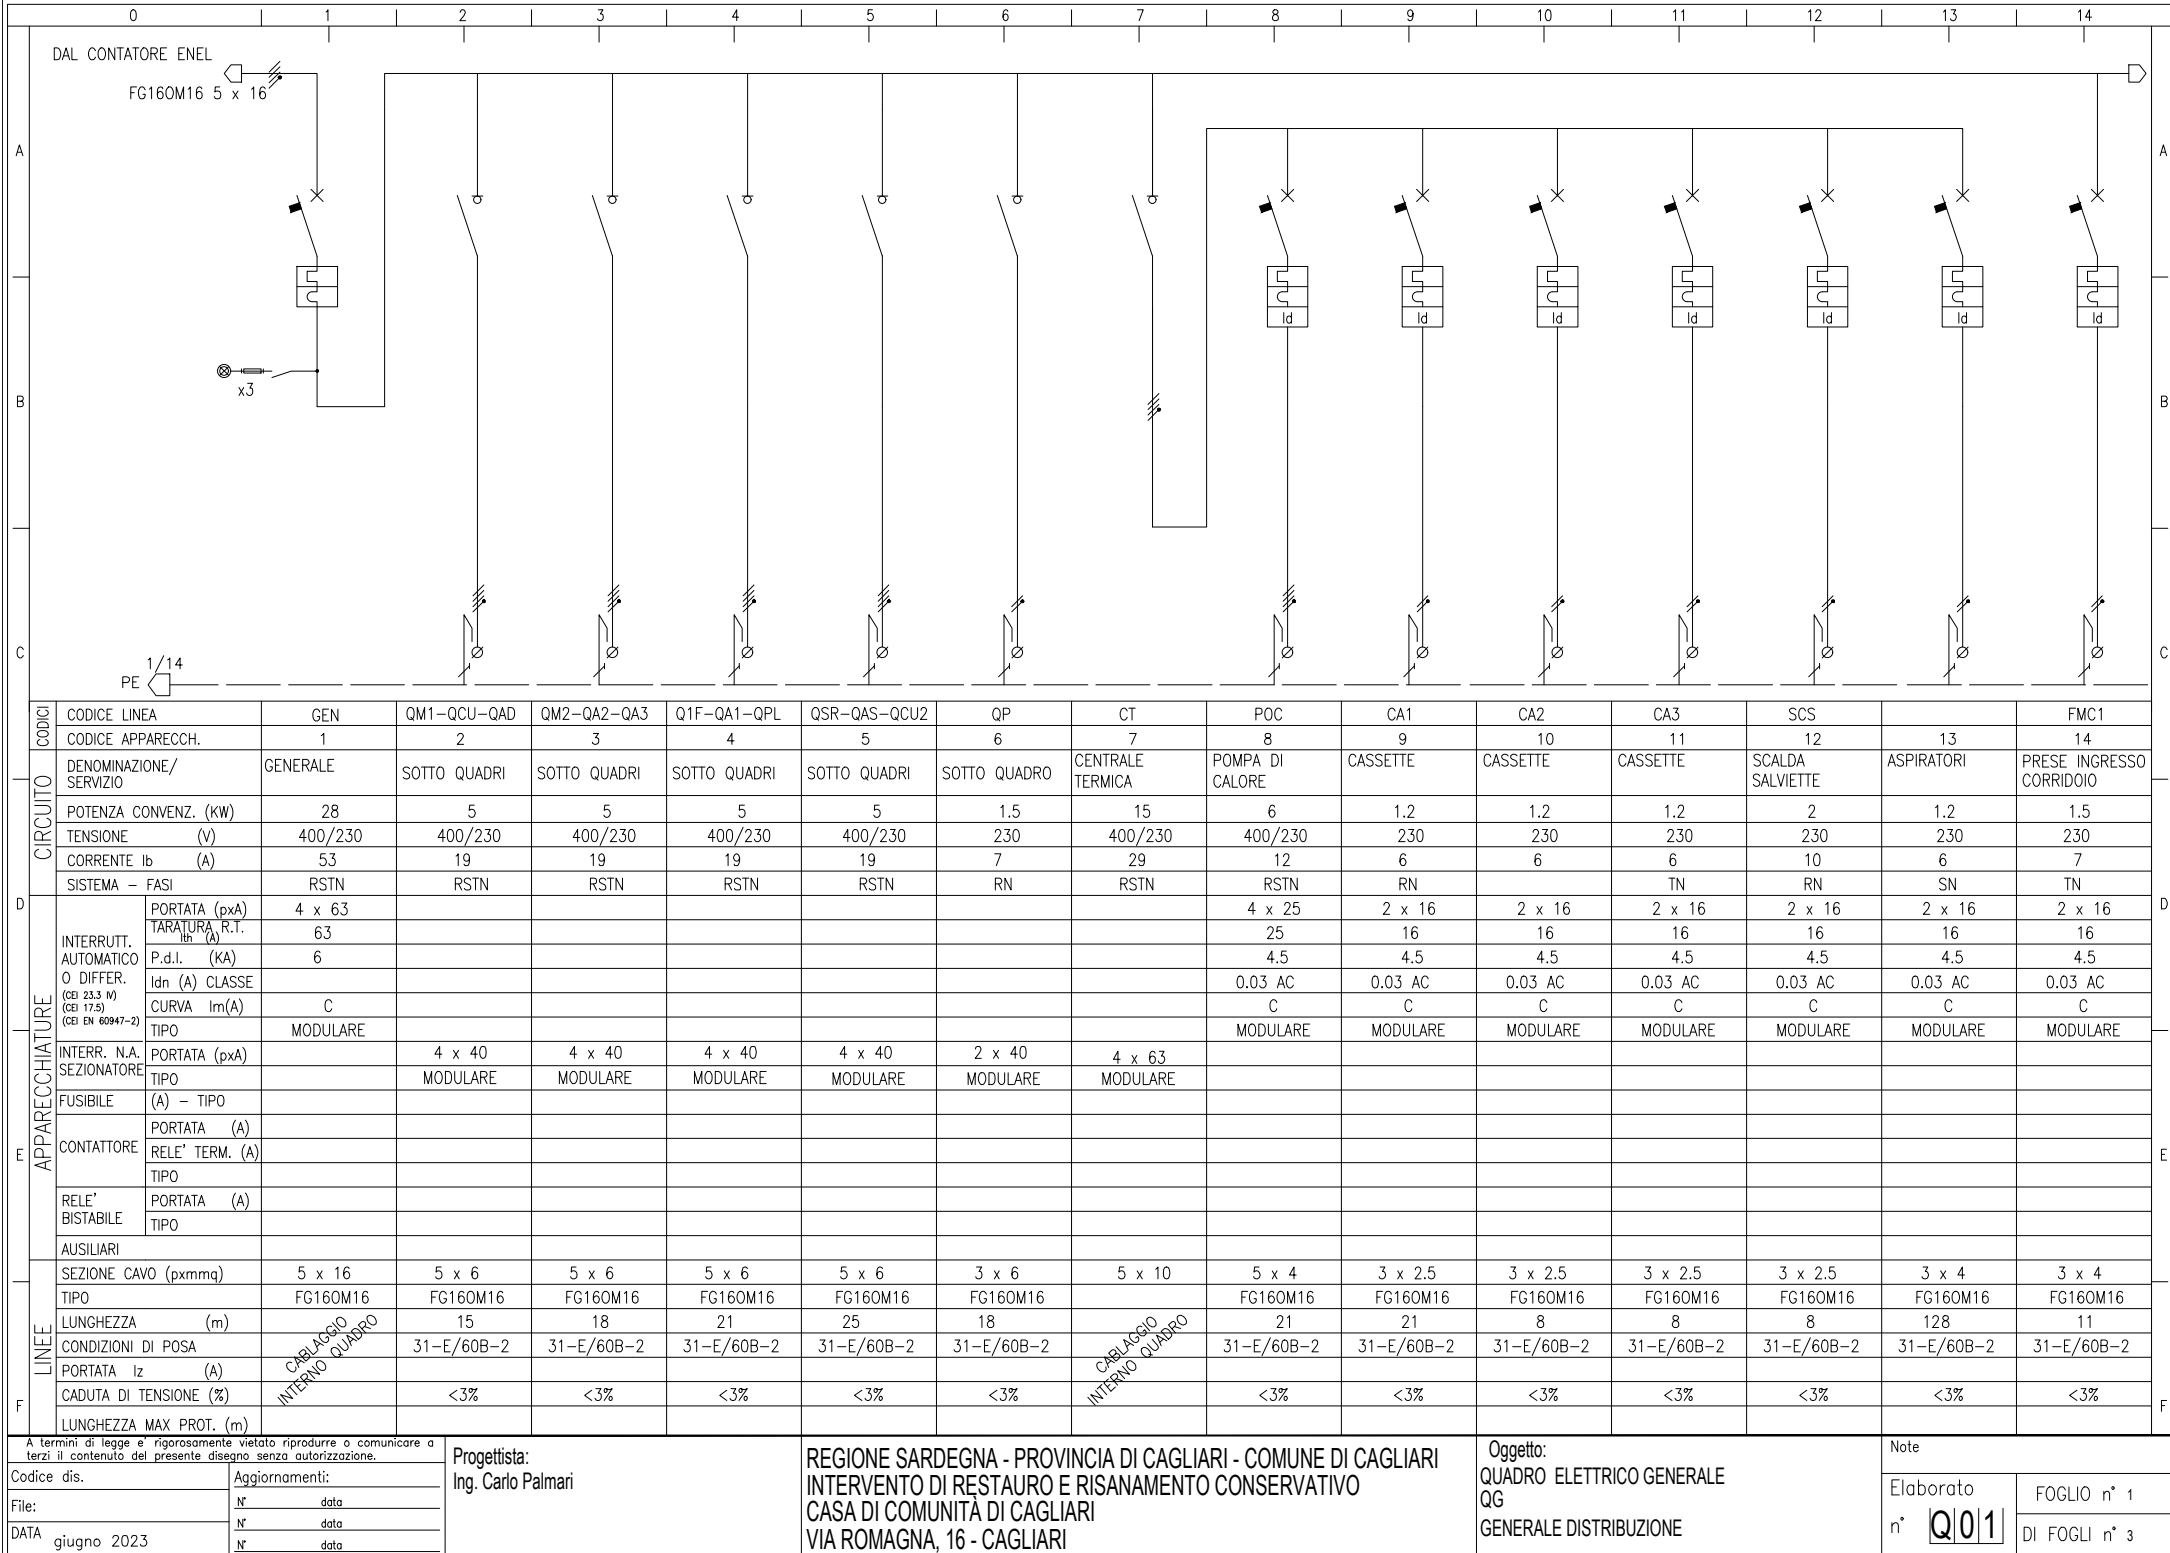 0 1 2 3 4 5 6 7 8 9 10 11 12 13 14
DAL CONTATORE ENEL
FG16OM16 5 x 16
A A
Id Id Id Id Id Id Id
x3
B B
C C
1/14
PE
CODICI
CODICE LINEA GEN QM1-QCU-QAD QM2-QA2-QA3 Q1F-QA1-QPL QSR-QAS-QCU2 QP CT POC CA1 CA2 CA3 SCS FMC1
CODICE APPARECCH. 1 2 3 4 5 6 7 8 9 10 11 12 13 14
CIRCUITO
DENOMINAZIONE/ SERVIZIO GENERALE SOTTO QUADRI SOTTO QUADRI SOTTO QUADRI SOTTO QUADRI SOTTO QUADRO CENTRALE TERMICA POMPA DI CALORE CASSETTE CASSETTE CASSETTE SCALDA SALVIETTE ASPIRATORI PRESE INGRESSO CORRIDOIO
POTENZA CONVENZ. (KW) 28 5 5 5 5 1.5 15 6 1.2 1.2 1.2 2 1.2 1.5
TENSIONE (V) 400/230 400/230 400/230 400/230 400/230 230 400/230 400/230 230 230 230 230 230 230
CORRENTE Ib (A) 53 19 19 19 19 7 29 12 6 6 6 10 6 7
SISTEMA - FASI RSTN RSTN RSTN RSTN RSTN RN RSTN RSTN RN TN RN SN TN
D D
APPARECCHIATURE
INTERRUTT. AUTOMATICO O DIFFER. (CEI 23.3 IV) (CEI 17.5) (CEI EN 60947-2)
PORTATA (pxA) 4 x 63 4 x 25 2 x 16 2 x 16 2 x 16 2 x 16 2 x 16 2 x 16
TARATURA R.T. Ith (A) 63 25 16 16 16 16 16 16
P.d.I. (KA) 6 4.5 4.5 4.5 4.5 4.5 4.5 4.5
Idn (A) CLASSE 0.03 AC 0.03 AC 0.03 AC 0.03 AC 0.03 AC 0.03 AC 0.03 AC
CURVA Im(A) C C C C C C C C
TIPO MODULARE MODULARE MODULARE MODULARE MODULARE MODULARE MODULARE MODULARE
INTERR. N.A. SEZIONATORE
PORTATA (pxA) 4 x 40 4 x 40 4 x 40 4 x 40 2 x 40 4 x 63
TIPO MODULARE MODULARE MODULARE MODULARE MODULARE MODULARE
FUSIBILE (A) - TIPO
CONTATTORE
PORTATA (A)
RELE' TERM. (A)
TIPO
E E
RELE' BISTABILE
PORTATA (A)
TIPO
AUSILIARI
LINEE
SEZIONE CAVO (pxmmq) 5 x 16 5 x 6 5 x 6 5 x 6 5 x 6 3 x 6 5 x 10 5 x 4 3 x 2.5 3 x 2.5 3 x 2.5 3 x 2.5 3 x 4 3 x 4
TIPO FG16OM16 FG16OM16 FG16OM16 FG16OM16 FG16OM16 FG16OM16 FG16OM16 FG16OM16 FG16OM16 FG16OM16 FG16OM16 FG16OM16 FG16OM16
LUNGHEZZA (m) 15 18 21 25 18 21 21 8 8 8 128 11
CABLAGGIO INTERNO QUADRO CABLAGGIO INTERNO QUADRO
CONDIZIONI DI POSA 31-E/60B-2 31-E/60B-2 31-E/60B-2 31-E/60B-2 31-E/60B-2 31-E/60B-2 31-E/60B-2 31-E/60B-2 31-E/60B-2 31-E/60B-2 31-E/60B-2 31-E/60B-2
PORTATA Iz (A)
CADUTA DI TENSIONE (%) <3% <3% <3% <3% <3% <3% <3% <3% <3% <3% <3% <3%
F F
LUNGHEZZA MAX PROT. (m)
A termini di legge e' rigorosamente vietato riprodurre o comunicare a
terzi il contenuto del presente disegno senza autorizzazione.
Codice dis.
File:
DATA giugno 2023
Aggiornamenti:
N° data
N° data
N° data
Progettista:
Ing. Carlo Palmari
REGIONE SARDEGNA - PROVINCIA DI CAGLIARI - COMUNE DI CAGLIARI
INTERVENTO DI RESTAURO E RISANAMENTO CONSERVATIVO
CASA DI COMUNITÀ DI CAGLIARI
VIA ROMAGNA, 16 - CAGLIARI
Oggetto:
QUADRO ELETTRICO GENERALE
QG
GENERALE DISTRIBUZIONE
Note
Elaborato
n° Q01
FOGLIO n° 1
DI FOGLI n° 3